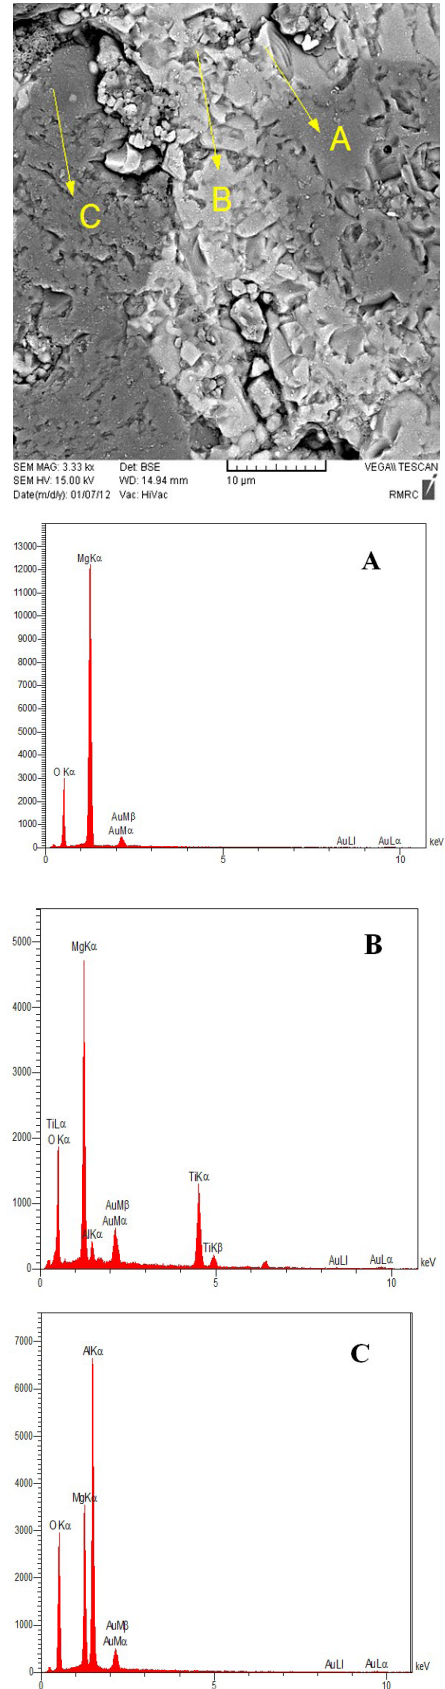 A
B
C
SEM MAG: 3.33 kx Det: BSE
SEM HV: 15.00 kV WD: 14.94 mm
Date(m/d/y): 01/07/12 Vac: HiVac
10 µm
VEGA\\ TESCAN
RMRC
A
13000
12000
11000
10000
9000
8000
7000
6000
5000
4000
3000
2000
1000
0
MgKα
O Kα
AuMβ
AuMα
AuLl
AuLα
0 5 10 keV
B
5000
4000
3000
2000
1000
0
MgKα
TiLα
O Kα
AuMβ
AuMα
AlKα
TiKα
TiKβ
AuLl
AuLα
0 5 10 keV
C
7000
6000
5000
4000
3000
2000
1000
0
AlKα
MgKα
O Kα
AuMβ
AuMα
AuLl
AuLα
0 5 10 keV